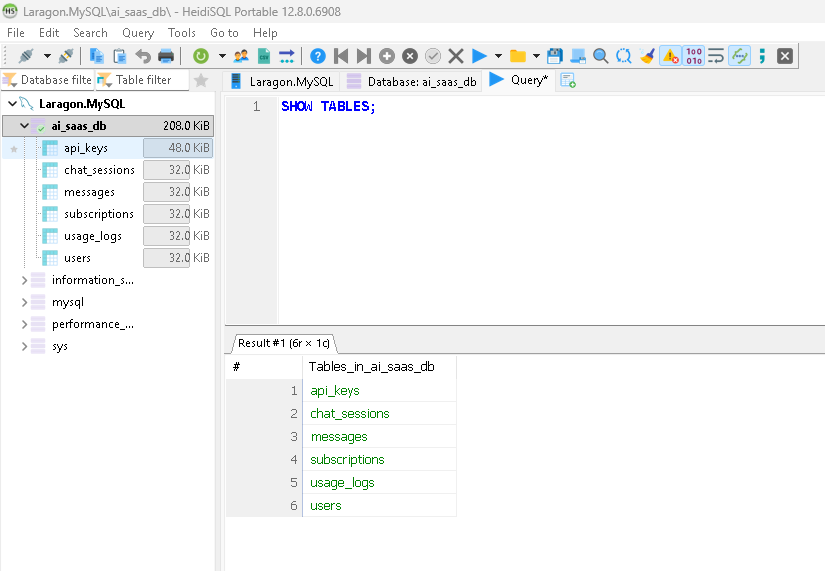 Laragon.MySQL\ai_saas_db\ - HeidiSQL Portable 12.8.0.6908
File Edit Search Query Tools Go to Help
Database filte Table filter
Laragon.MySQL Database: ai_saas_db Query*
Laragon.MySQL
ai_saas_db 208.0 KiB
api_keys 48.0 KiB
chat_sessions 32.0 KiB
messages 32.0 KiB
subscriptions 32.0 KiB
usage_logs 32.0 KiB
users 32.0 KiB
information_s...
mysql
performance_...
sys
1 SHOW TABLES;
Result #1 (6r × 1c)
# Tables_in_ai_saas_db
1 api_keys
2 chat_sessions
3 messages
4 subscriptions
5 usage_logs
6 users